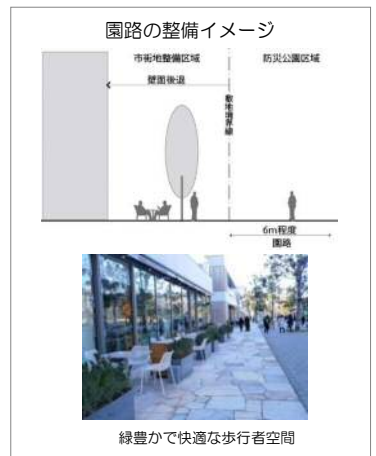 園路の整備イメージ
市街地整備区域
防災公園区域
壁面後退
敷地境界線
6m程度
園路
緑豊かで快適な歩行者空間